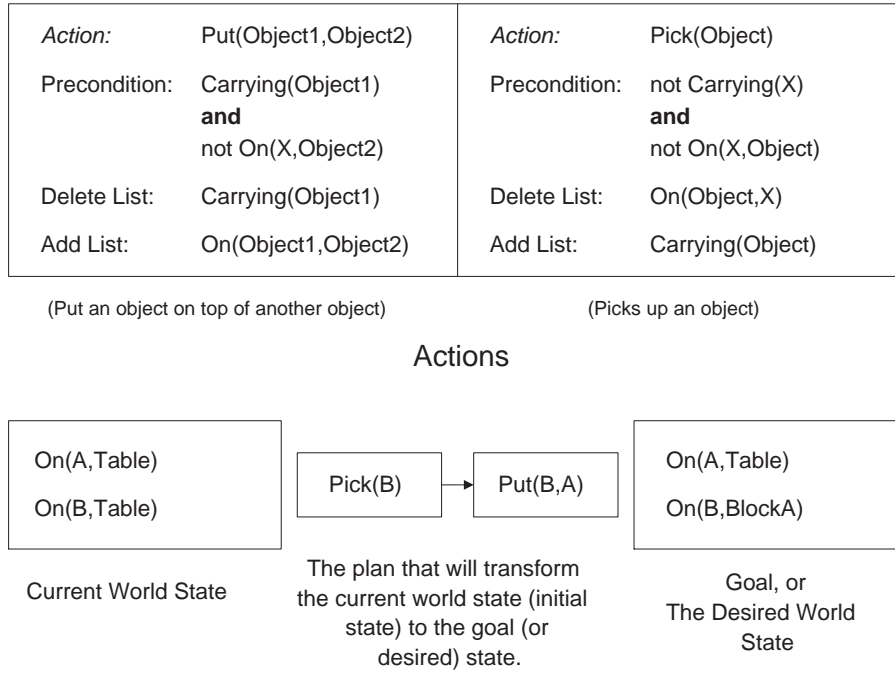 Action: Put(Object1,Object2)
Precondition: Carrying(Object1)
and
not On(X,Object2)
Delete List: Carrying(Object1)
Add List: On(Object1,Object2)
Action: Pick(Object)
Precondition: not Carrying(X)
and
not On(X,Object)
Delete List: On(Object,X)
Add List: Carrying(Object)
(Put an object on top of another object)
(Picks up an object)
Actions
On(A,Table)
On(B,Table)
Current World State
Pick(B)
Put(B,A)
The plan that will transform
the current world state (initial
state) to the goal (or
desired) state.
On(A,Table)
On(B,BlockA)
Goal, or
The Desired World
State